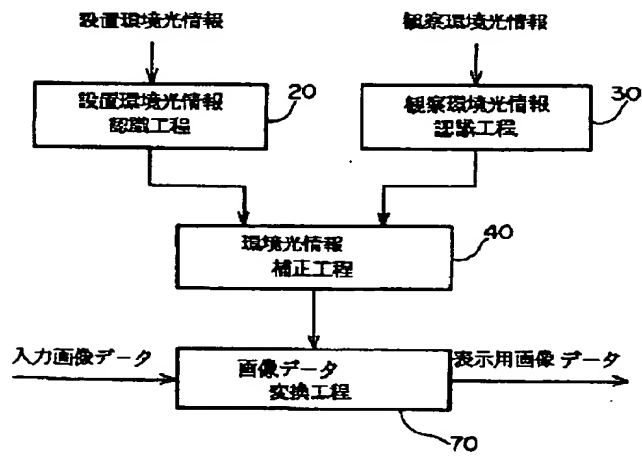 設置環境光情報
観察環境光情報
設置環境光情報
認識工程
20
観察環境光情報
認識工程
30
環境光情報
補正工程
40
入力画像データ
画像データ
変換工程
表示用画像データ
70